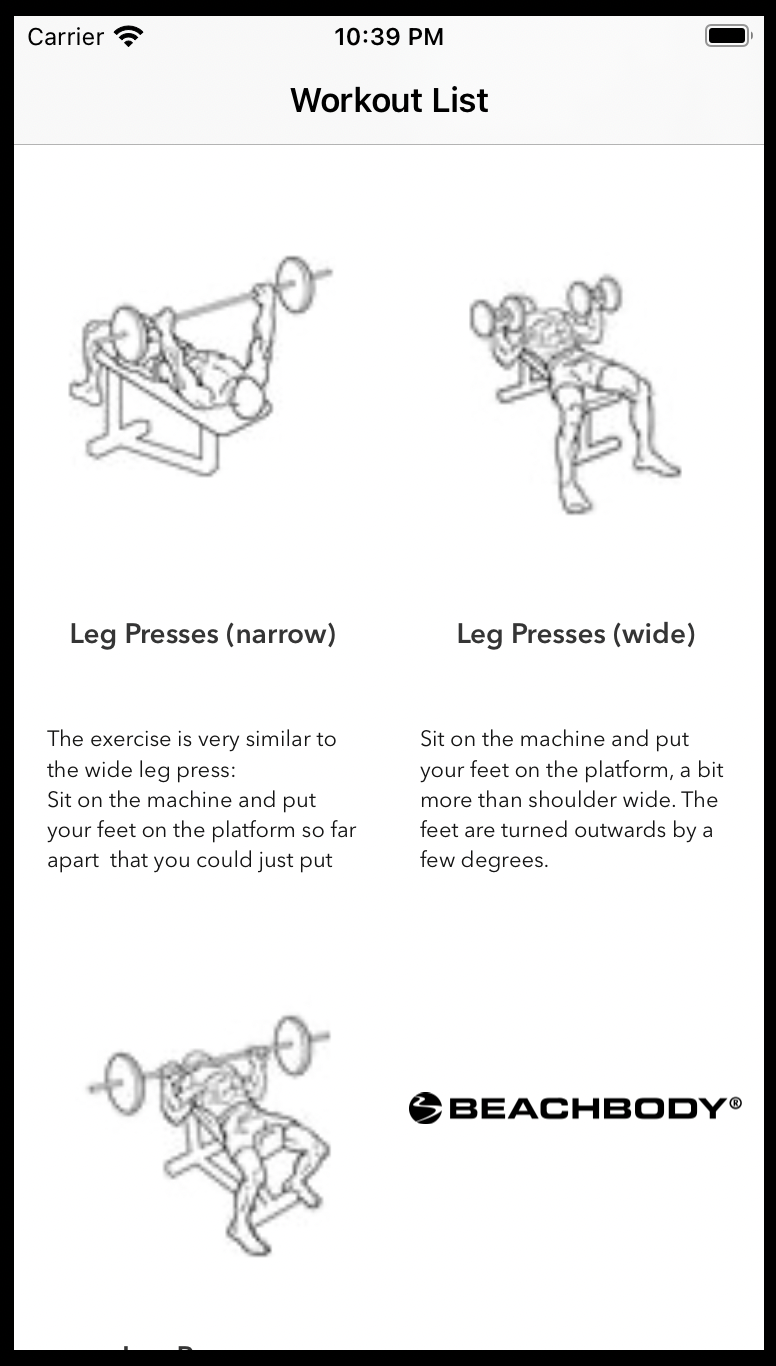 Carrier
10:39 PM
Workout List
Leg Presses (narrow)
Leg Presses (wide)
The exercise is very similar to
the wide leg press:
Sit on the machine and put
your feet on the platform so far
apart  that you could just put
Sit on the machine and put
your feet on the platform, a bit
more than shoulder wide. The
feet are turned outwards by a
few degrees.
BEACHBODY®